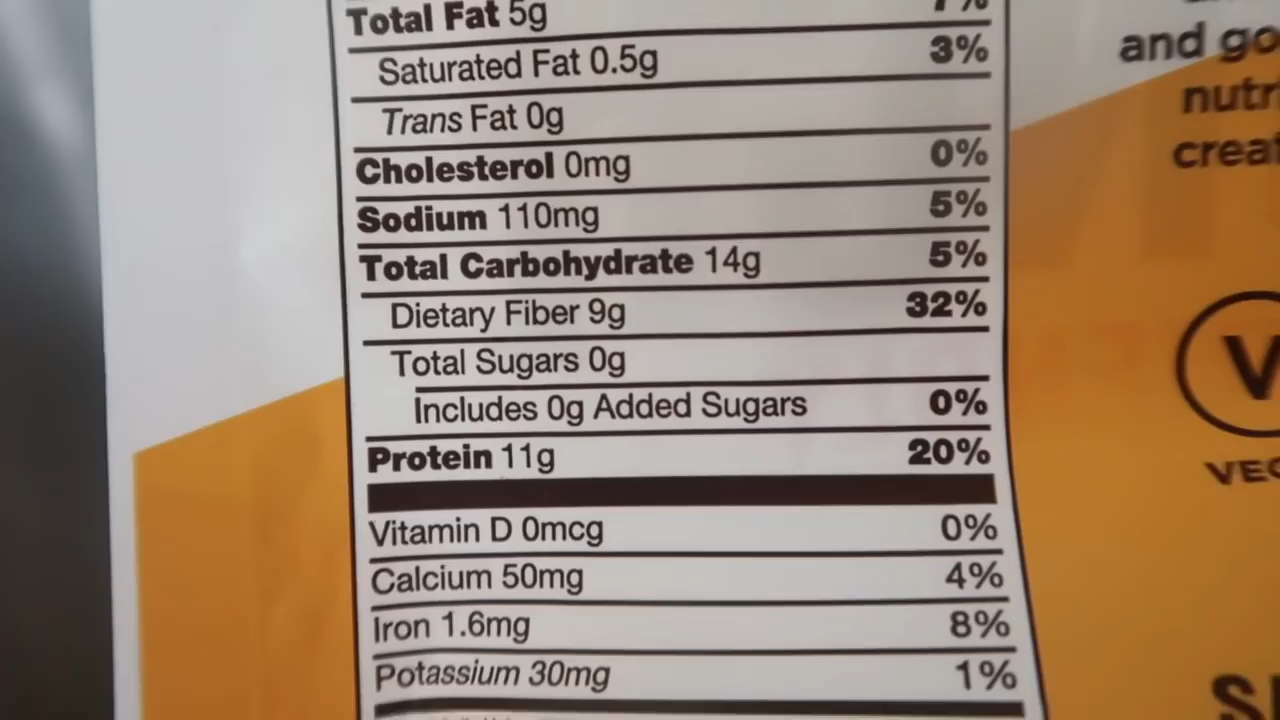 Total Fat 5g
Saturated Fat 0.5g 3%
Trans Fat 0g
Cholesterol 0mg 0%
Sodium 110mg 5%
Total Carbohydrate 14g 5%
Dietary Fiber 9g 32%
Total Sugars 0g
Includes 0g Added Sugars 0%
Protein 11g 20%
Vitamin D 0mcg 0%
Calcium 50mg 4%
Iron 1.6mg 8%
Potassium 30mg 1%
and go
nutr
crea
V
VEG